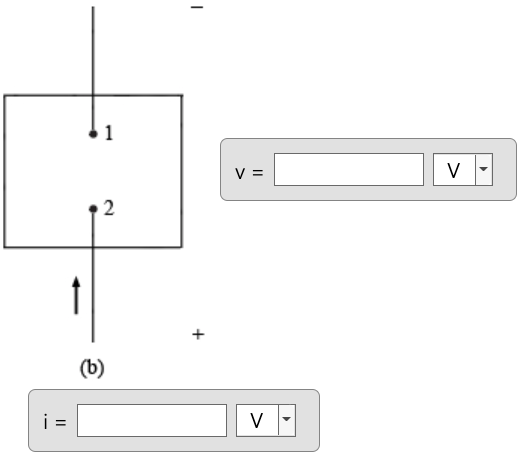 −
1
v = V
2
+
(b)
i = V